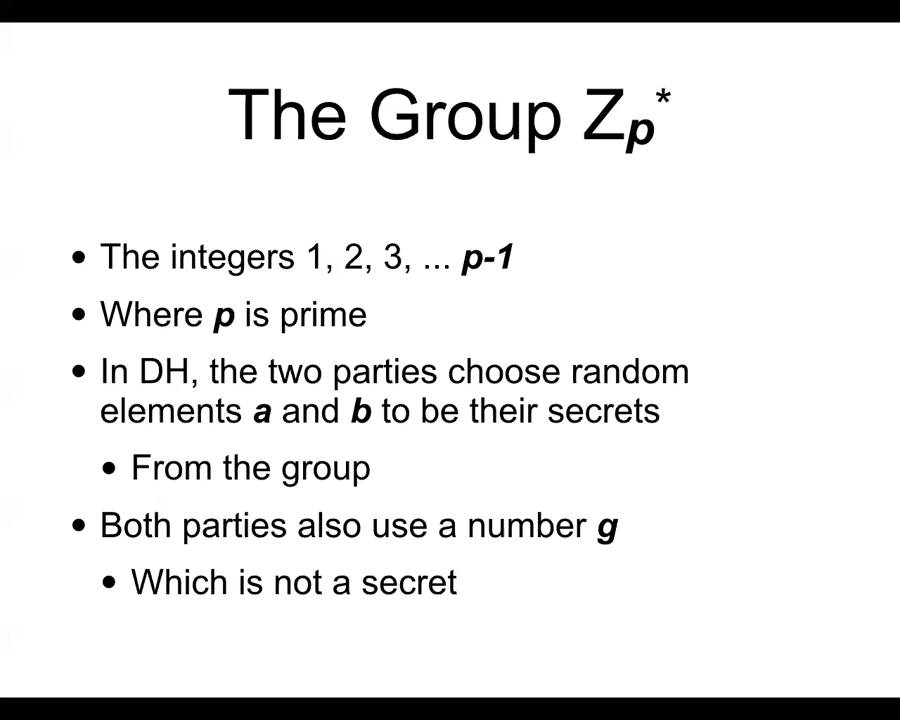 The Group Zp*
• The integers 1, 2, 3, ... p-1
• Where p is prime
• In DH, the two parties choose random
elements a and b to be their secrets
• From the group
• Both parties also use a number g
• Which is not a secret